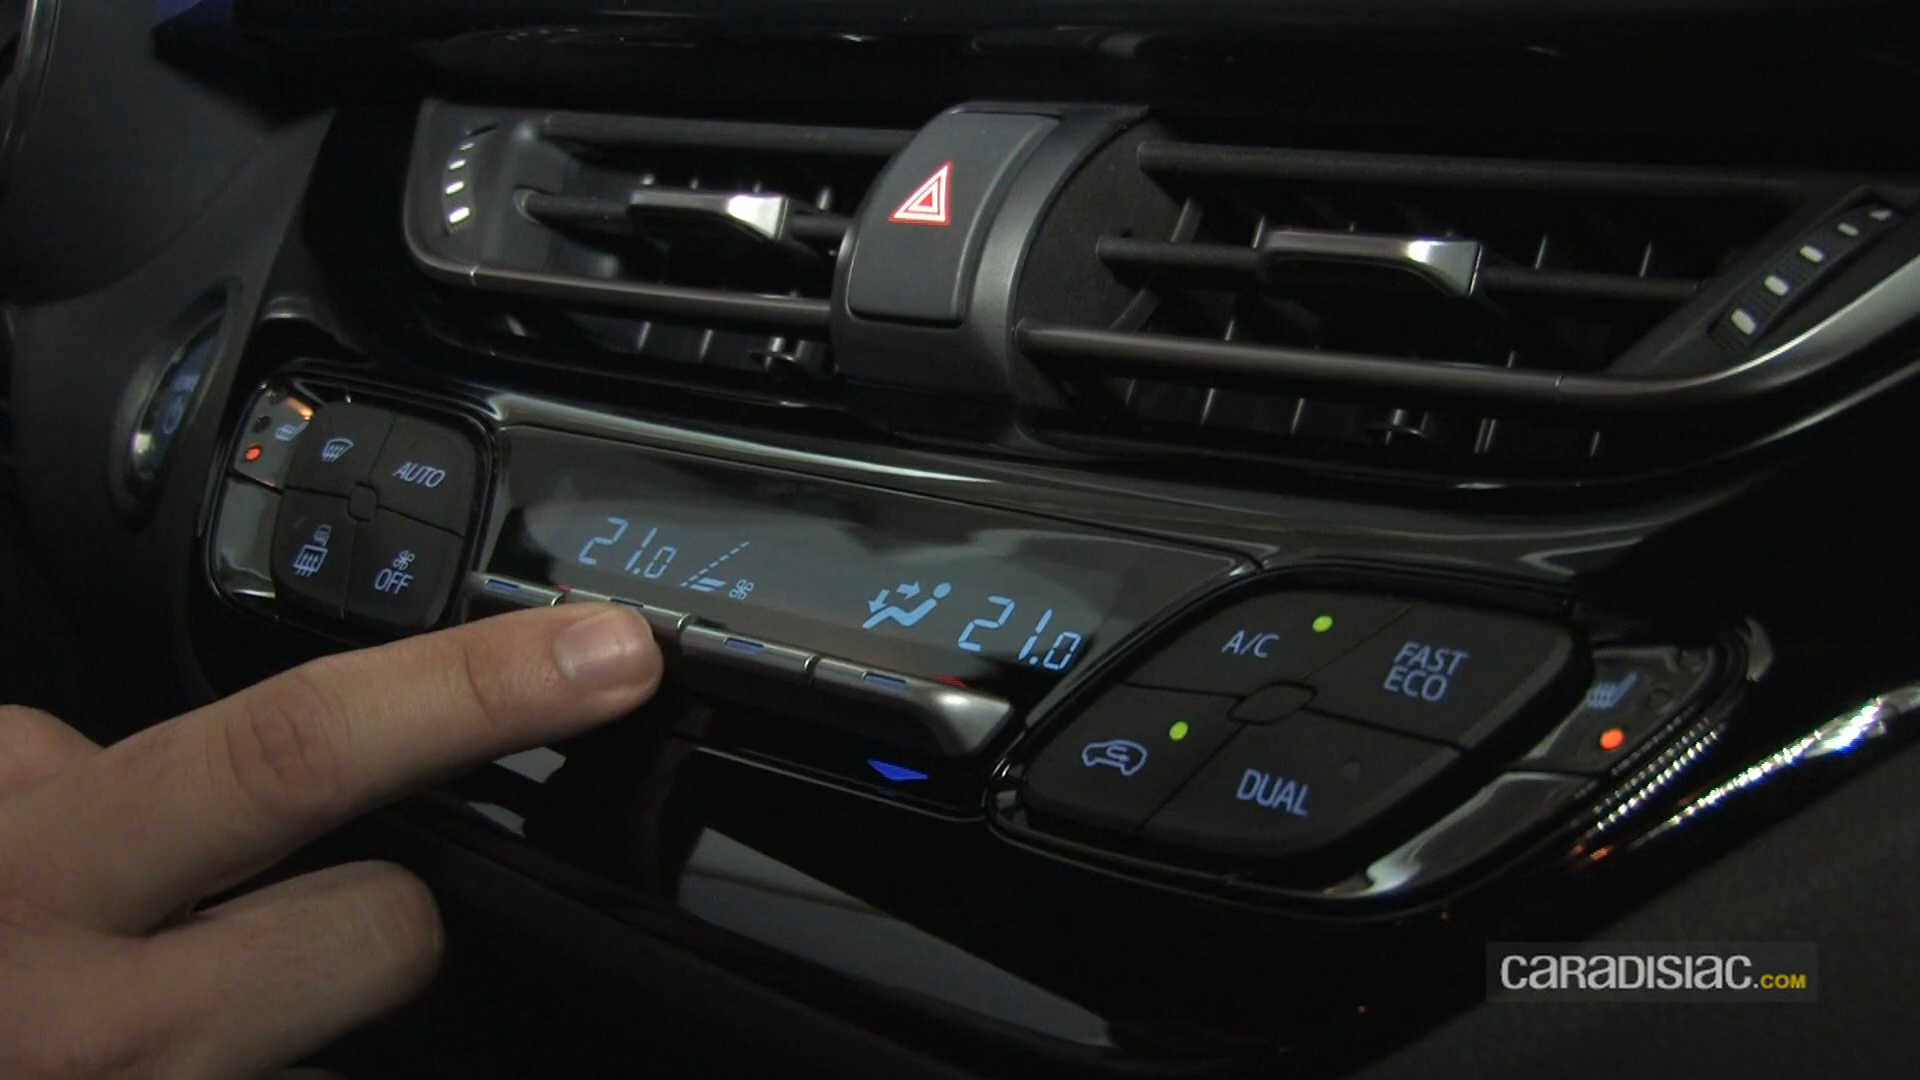 AUTO
OFF
21.0
21.0
A/C
FAST
ECO
DUAL
CARADISIAC.COM